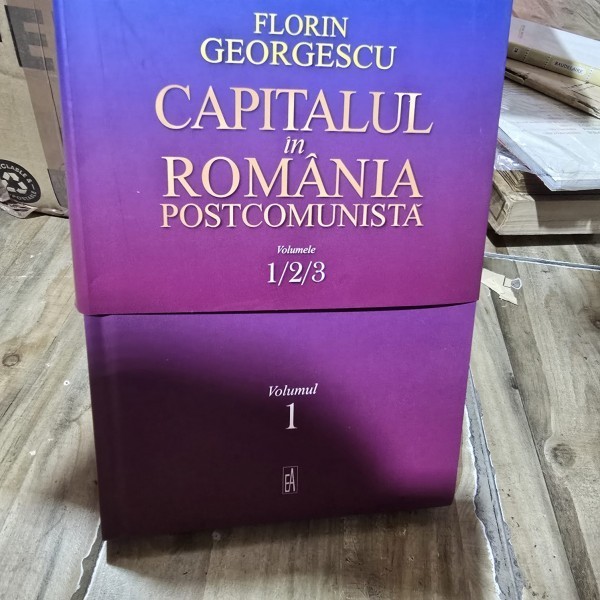 FLORIN
GEORGESCU
CAPITALUL
în
ROMÂNIA
POSTCOMUNISTĂ
Volumele
1/2/3
Volumul
1
EA